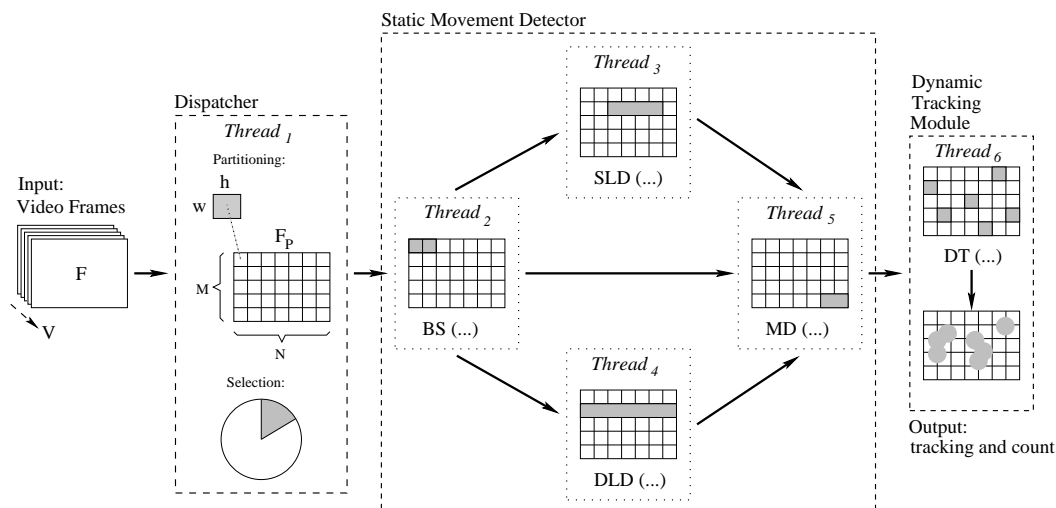 Static Movement Detector
Dispatcher
Thread 1
Partitioning:
h
w
F P
M
N
Selection:
Input:
Video Frames
F
V
Thread 2
BS (...)
Thread 3
SLD (...)
Thread 4
DLD (...)
Thread 5
MD (...)
Dynamic
Tracking
Module
Thread 6
DT (...)
Output:
tracking and count